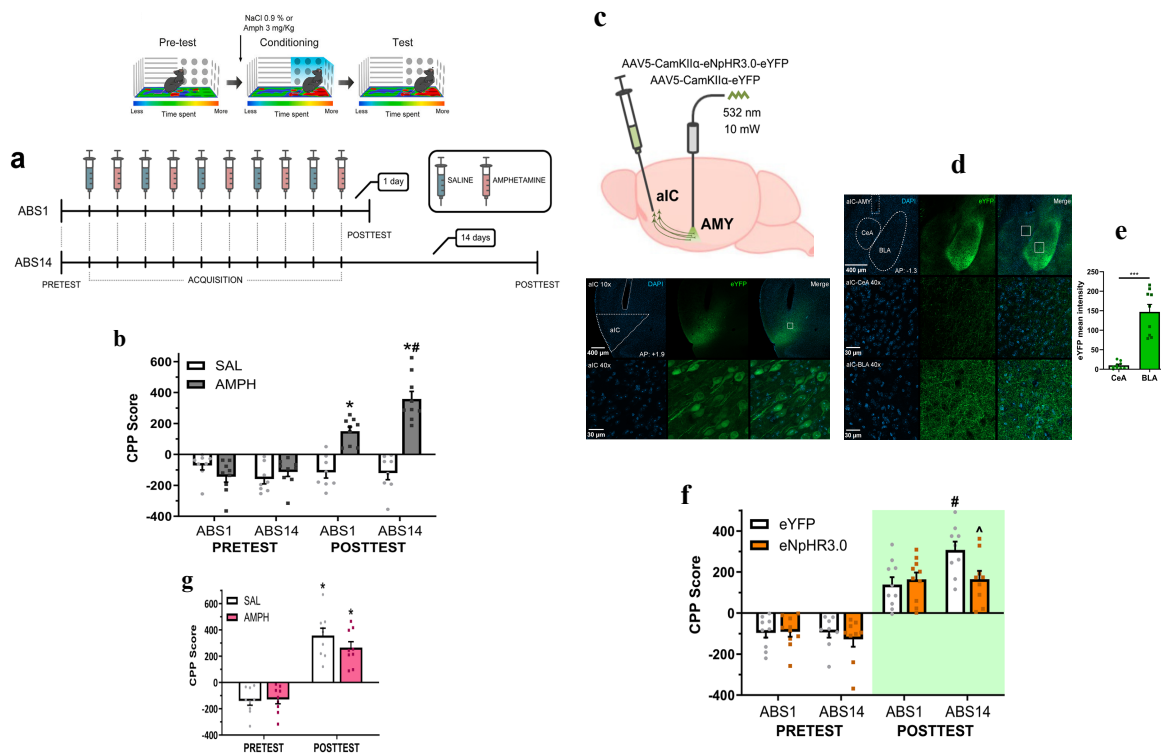 NaCl 0.9 % or
Amph 3 mg/Kg
Pre-test
Conditioning
Test
Less
More
Time spent
Less
More
Time spent
Less
More
Time spent
a
SALINE
AMPHETAMINE
1 day
ABS1
POSTTEST
14 days
ABS14
ACQUISITION
PRETEST
POSTTEST
b
SAL
AMPH
CPP Score
600
400
200
0
-200
-400
*
*#
ABS1
ABS14
ABS1
ABS14
PRETEST
POSTTEST
c
AAV5-CamKIIα-eNpHR3.0-eYFP
AAV5-CamKIIα-eYFP
532 nm
10 mW
aIC
AMY
aIC 10x
DAPI
eYFP
Merge
aIC
400 µm
AP: +1.9
aIC 40x
30 µm
d
aIC-AMY
DAPI
eYFP
Merge
CeA
BLA
400 µm
AP: -1.3
aIC-CeA 40x
30 µm
aIC-BLA 40x
30 µm
e
eYFP mean intensity
250
200
150
100
50
0
***
CeA
BLA
f
eYFP
eNpHR3.0
CPP Score
400
200
0
-200
-400
#
^
ABS1
ABS14
ABS1
ABS14
PRETEST
POSTTEST
g
SAL
AMPH
CPP Score
600
400
200
0
-200
-400
*
*
PRETEST
POSTTEST